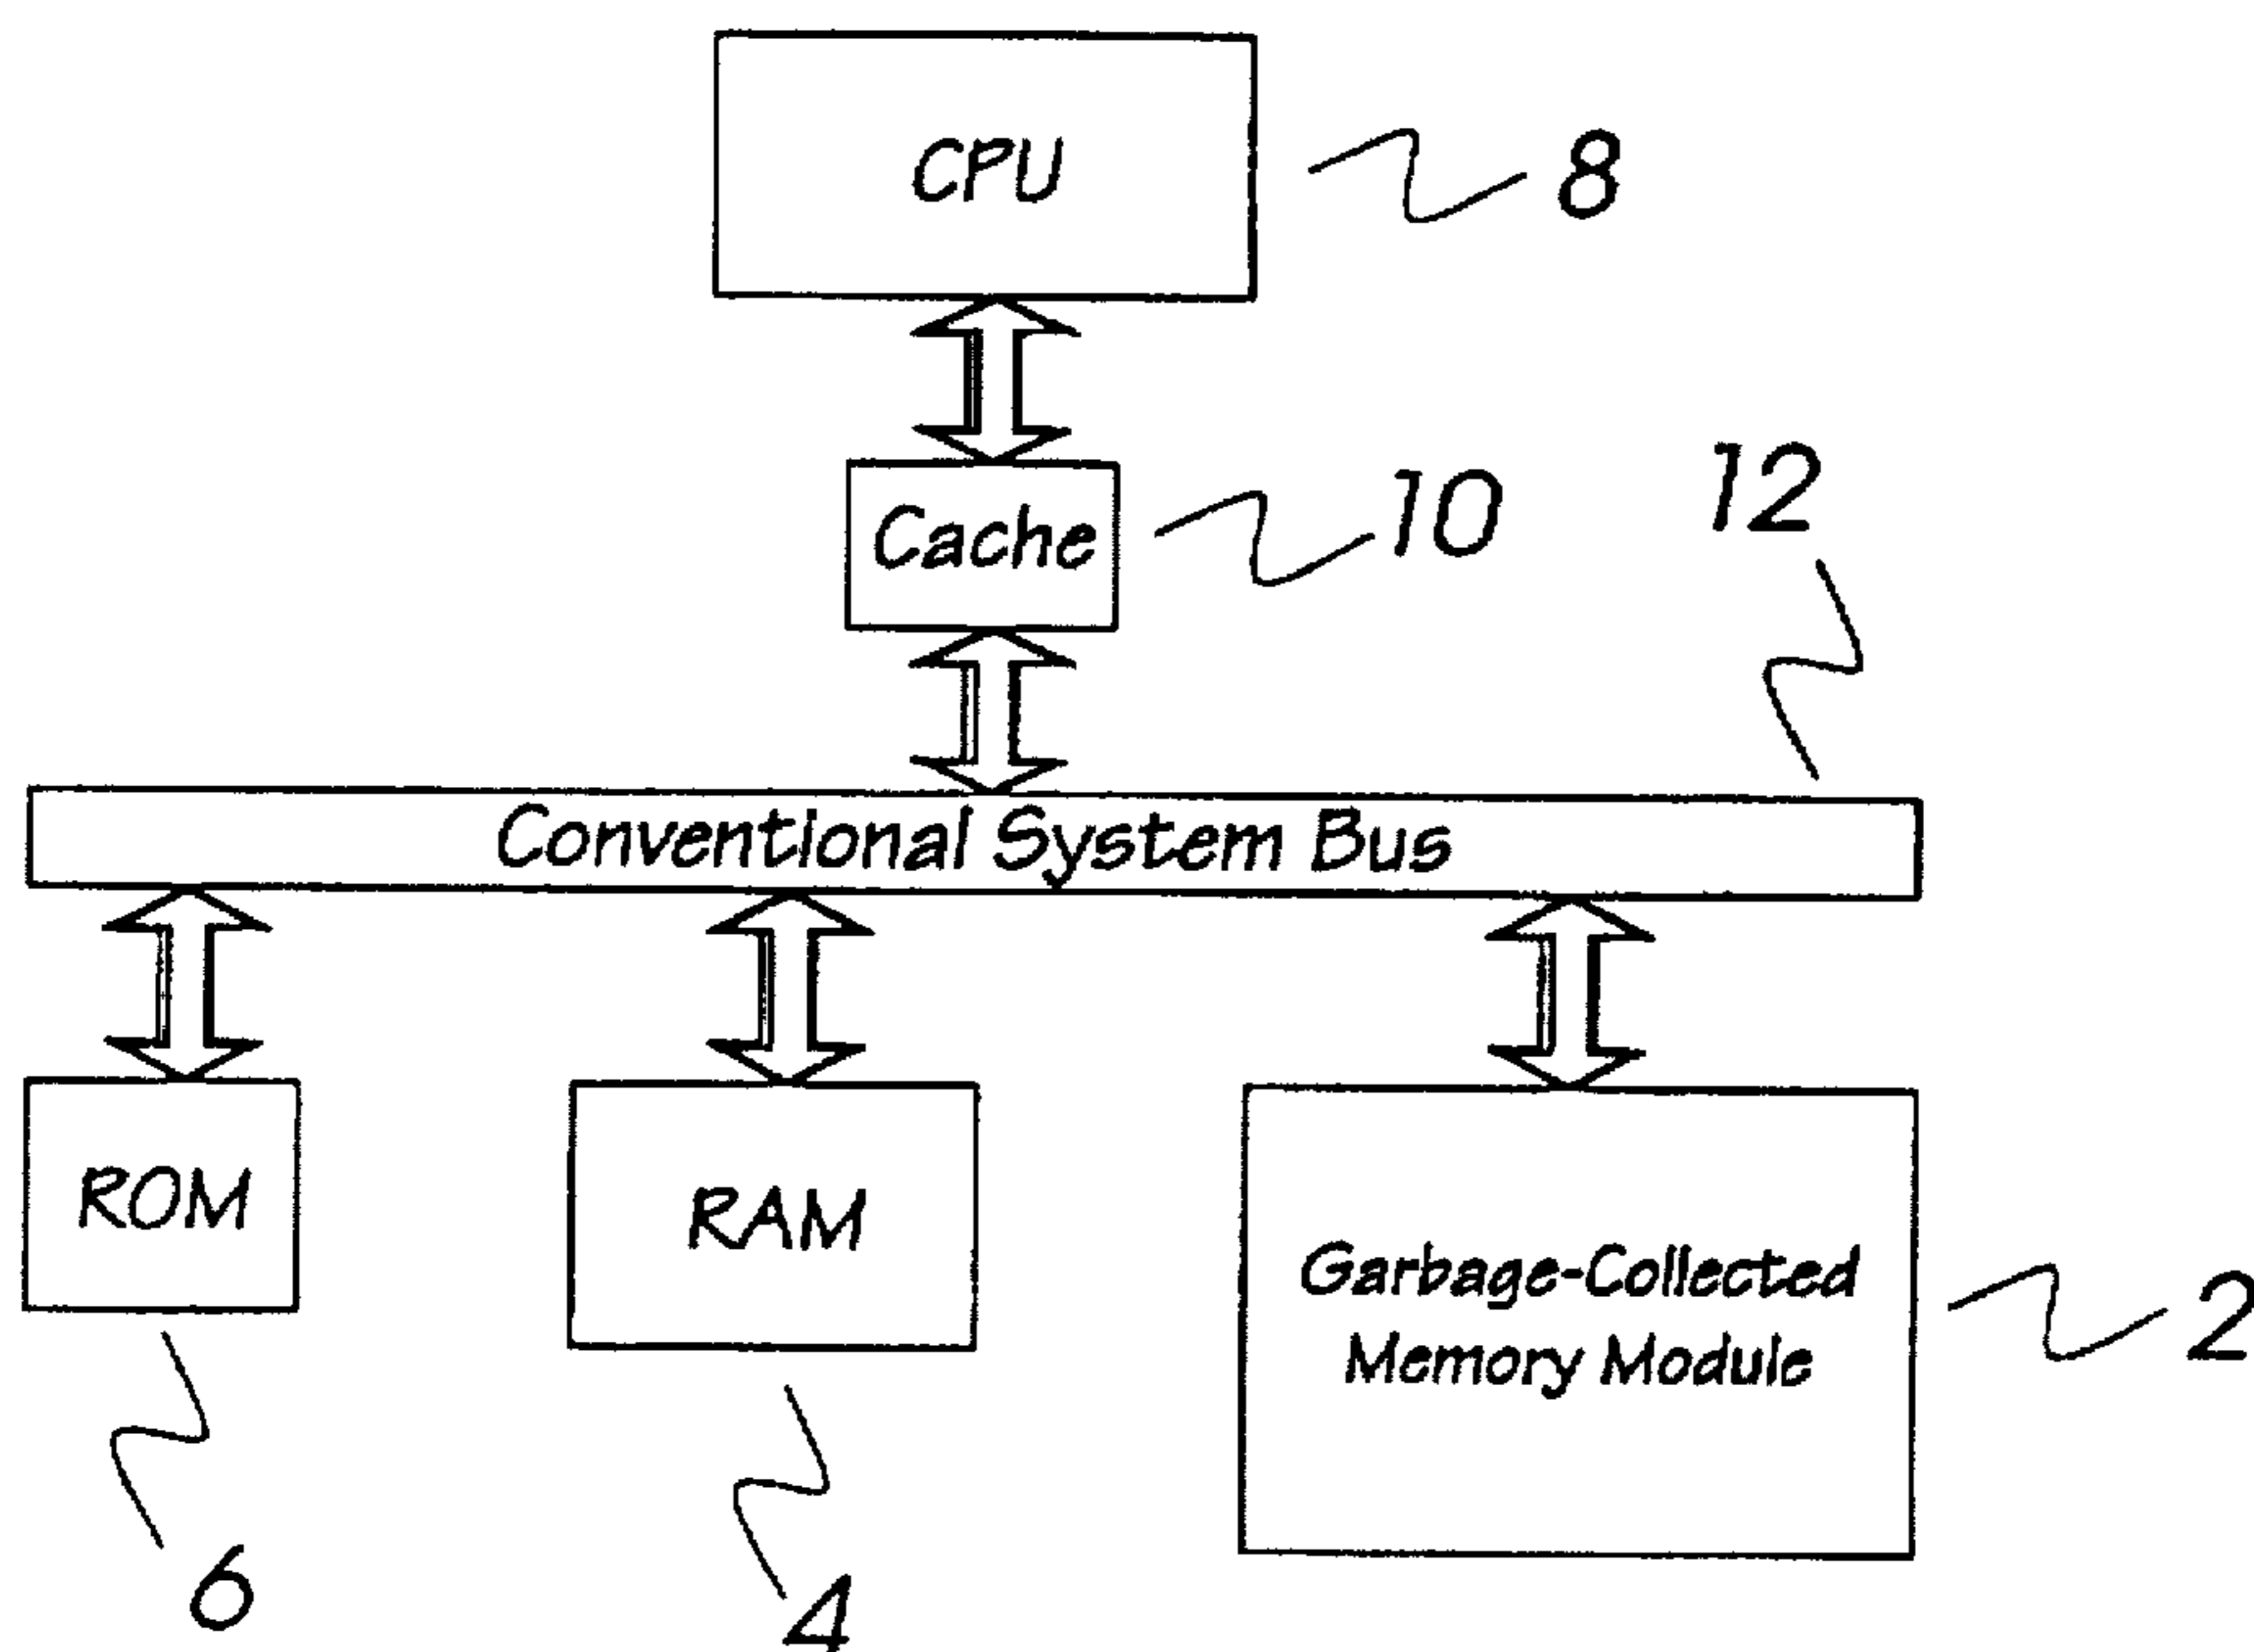 CPU
8
Cache
10
12
Conventional System Bus
ROM
RAM
Garbage-Collected
Memory Module
2
6
4